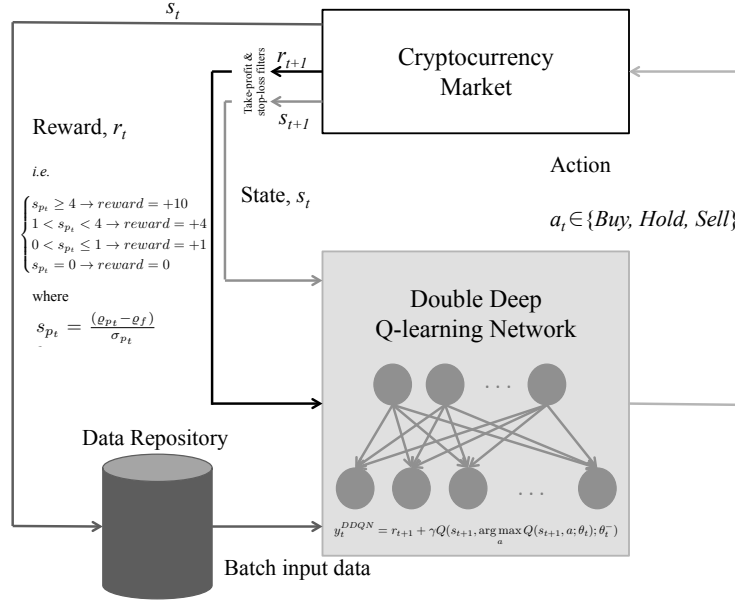 s_t
Take-profit &
stop-loss filters
r_{t+1}
s_{t+1}
Cryptocurrency
Market
Reward, r_t
i.e.
s_{p_t} ≥ 4 → reward = +10
1 < s_{p_t} < 4 → reward = +4
0 < s_{p_t} ≤ 1 → reward = +1
s_{p_t} = 0 → reward = 0
where
s_{p_t} = (ϱ_{p_t} − ϱ_f) / σ_{p_t}
State, s_t
Action
a_t ∈ {Buy, Hold, Sell}
Double Deep
Q-learning Network
. . .
. . .
y_t^{DDQN} = r_{t+1} + γQ(s_{t+1}, arg max_a Q(s_{t+1}, a; θ_t); θ_t^−)
Data Repository
Batch input data